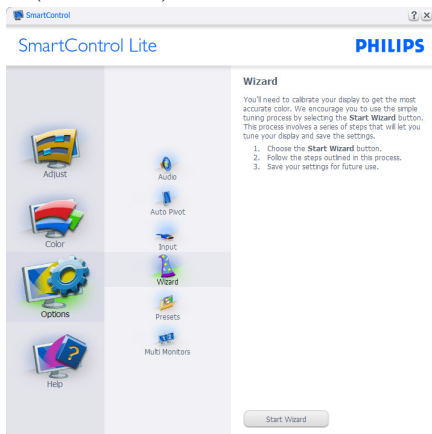 SmartControl
SmartControl Lite
PHILIPS
Adjust
Color
Options
Help
Audio
Auto Pivot
Input
Wizard
Presets
Multi Monitors
Wizard
You'll need to calibrate your display to get the most
accurate color. We encourage you to use the simple
tuning process by selecting the Start Wizard button.
This process involves a series of steps that will let you
tune your display and save the settings.
1. Choose the Start Wizard button.
2. Follow the steps outlined in this process.
3. Save your settings for future use.
Start Wizard